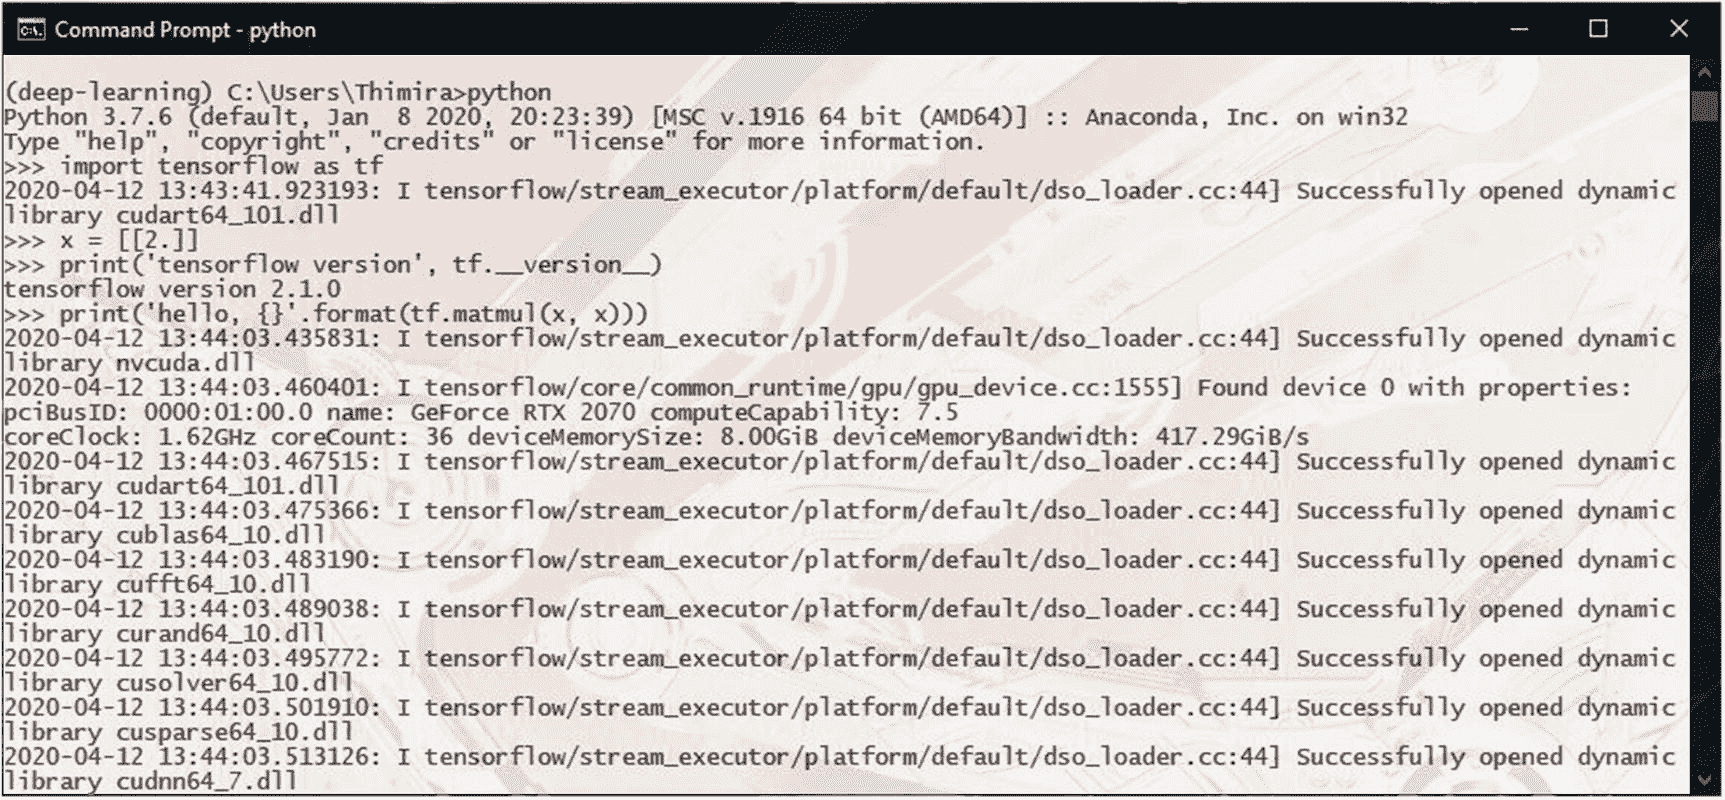 Command Prompt - python
(deep-learning) C:\Users\Thimira>python
Python 3.7.6 (default, Jan  8 2020, 20:23:39) [MSC v.1916 64 bit (AMD64)] :: Anaconda, Inc. on win32
Type "help", "copyright", "credits" or "license" for more information.
>>> import tensorflow as tf
2020-04-12 13:43:41.923193: I tensorflow/stream_executor/platform/default/dso_loader.cc:44] Successfully opened dynamic
library cudart64_101.dll
>>> x = [[2.]]
>>> print('tensorflow version', tf.__version__)
tensorflow version 2.1.0
>>> print('hello, {}'.format(tf.matmul(x, x)))
2020-04-12 13:44:03.435831: I tensorflow/stream_executor/platform/default/dso_loader.cc:44] Successfully opened dynamic
library nvcuda.dll
2020-04-12 13:44:03.460401: I tensorflow/core/common_runtime/gpu/gpu_device.cc:1555] Found device 0 with properties:
pciBusID: 0000:01:00.0 name: GeForce RTX 2070 computeCapability: 7.5
coreClock: 1.62GHz coreCount: 36 deviceMemorySize: 8.00GiB deviceMemoryBandwidth: 417.29GiB/s
2020-04-12 13:44:03.467515: I tensorflow/stream_executor/platform/default/dso_loader.cc:44] Successfully opened dynamic
library cudart64_101.dll
2020-04-12 13:44:03.475366: I tensorflow/stream_executor/platform/default/dso_loader.cc:44] Successfully opened dynamic
library cublas64_10.dll
2020-04-12 13:44:03.483190: I tensorflow/stream_executor/platform/default/dso_loader.cc:44] Successfully opened dynamic
library cufft64_10.dll
2020-04-12 13:44:03.489038: I tensorflow/stream_executor/platform/default/dso_loader.cc:44] Successfully opened dynamic
library curand64_10.dll
2020-04-12 13:44:03.495772: I tensorflow/stream_executor/platform/default/dso_loader.cc:44] Successfully opened dynamic
library cusolver64_10.dll
2020-04-12 13:44:03.501910: I tensorflow/stream_executor/platform/default/dso_loader.cc:44] Successfully opened dynamic
library cusparse64_10.dll
2020-04-12 13:44:03.513126: I tensorflow/stream_executor/platform/default/dso_loader.cc:44] Successfully opened dynamic
library cudnn64_7.dll